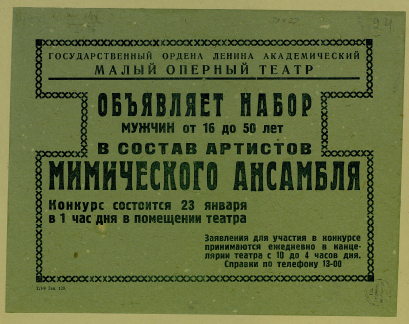 ГОСУДАРСТВЕННЫЙ ОРДЕНА ЛЕНИНА АКАДЕМИЧЕСКИЙ
МАЛЫЙ ОПЕРНЫЙ ТЕАТР
ОБЪЯВЛЯЕТ НАБОР
МУЖЧИН от 16 до 50 лет
В СОСТАВ АРТИСТОВ
МИМИЧЕСКОГО АНСАМБЛЯ
Конкурс состоится 23 января
в 1 час дня в помещении театра
Заявления для участия в конкурсе
принимаются ежедневно в канце-
лярии театра с 10 до 4 часов дня.
Справки по телефону 13-00